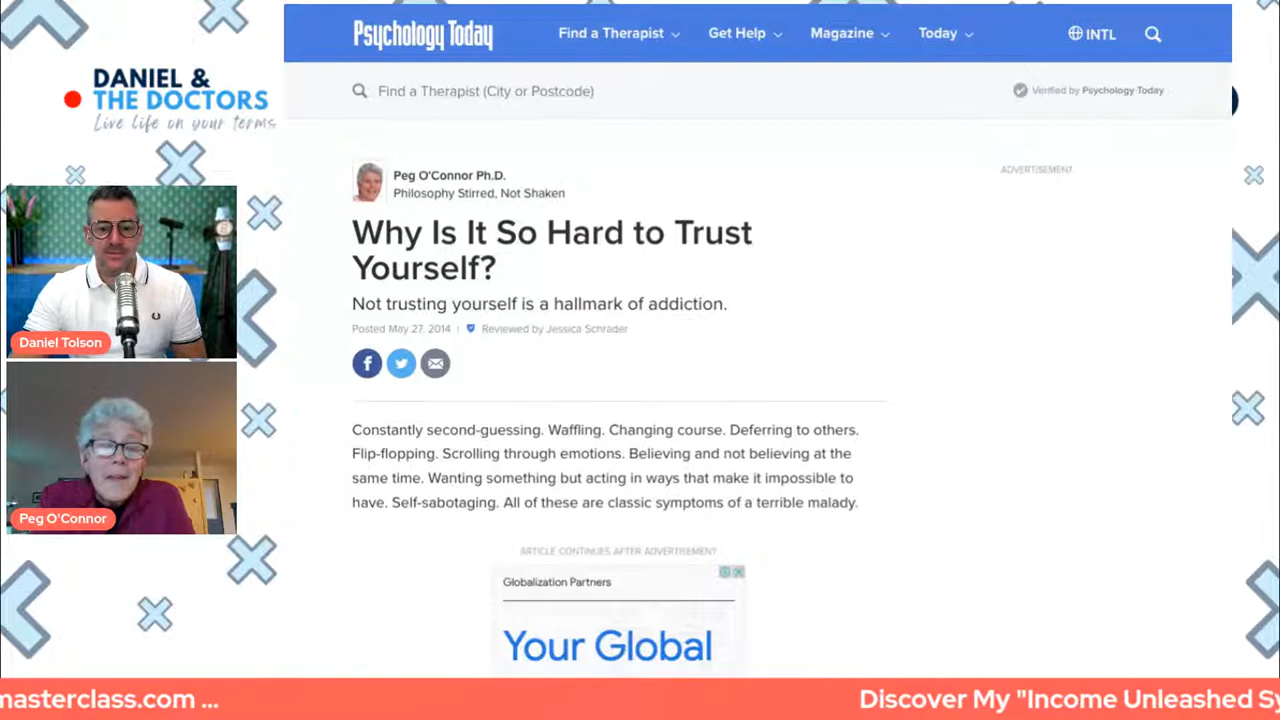 DANIEL &
THE DOCTORS
Live life on your terms
Daniel Tolson
Peg O'Connor
Psychology Today
Find a Therapist
Get Help
Magazine
Today
INTL
Find a Therapist (City or Postcode)
Verified by Psychology Today
ADVERTISEMENT
Peg O'Connor Ph.D.
Philosophy Stirred, Not Shaken
Why Is It So Hard to Trust
Yourself?
Not trusting yourself is a hallmark of addiction.
Posted May 27, 2014 | Reviewed by Jessica Schrader
Constantly second-guessing. Waffling. Changing course. Deferring to others.
Flip-flopping. Scrolling through emotions. Believing and not believing at the
same time. Wanting something but acting in ways that make it impossible to
have. Self-sabotaging. All of these are classic symptoms of a terrible malady.
ARTICLE CONTINUES AFTER ADVERTISEMENT
Globalization Partners
Your Global
masterclass.com ...
Discover My "Income Unleashed Sy